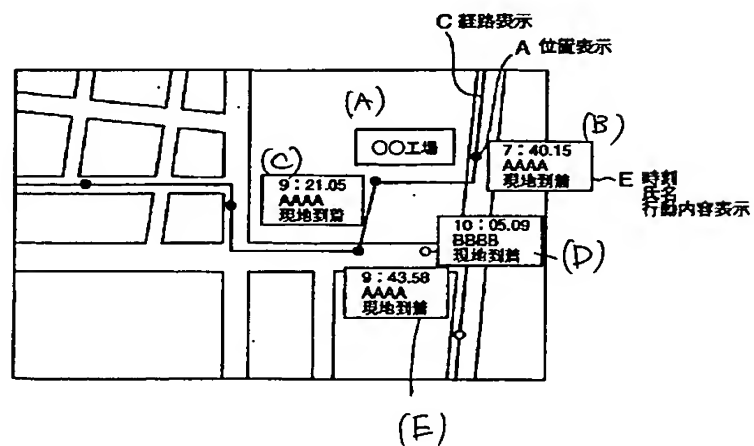 C 経路表示
A 位置表示
(A)
○○工場
(B)
7：40.15
AAAA
現地到着
E 時刻
氏名
行動内容表示
(C)
9：21.05
AAAA
現地到着
10：05.09
BBBB
現地到着
(D)
9：43.58
AAAA
現地到着
(E)